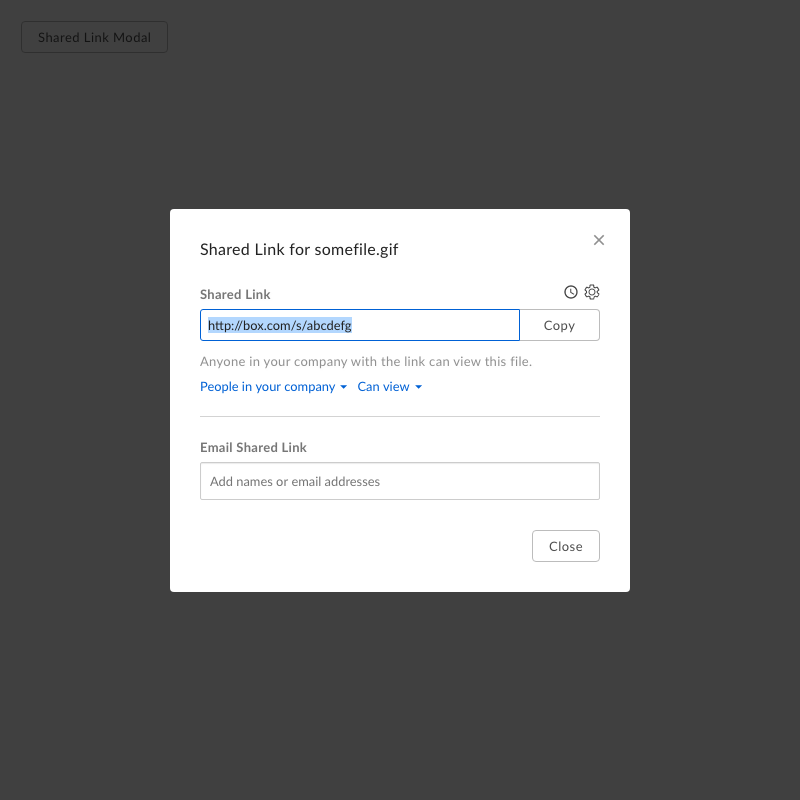 Shared Link Modal
Shared Link for somefile.gif
Shared Link
http://box.com/s/abcdefg
Copy
Anyone in your company with the link can view this file.
People in your company Can view
Email Shared Link
Add names or email addresses
Close